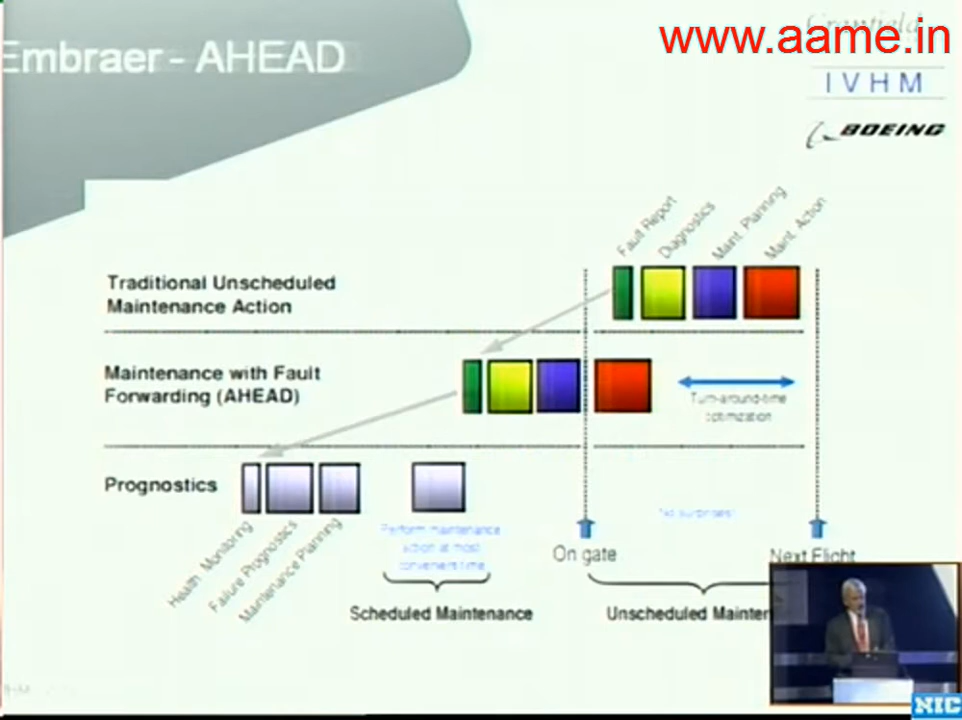 www.aame.in
Embraer - AHEAD
IVHM
BOEING
Fault Report
Diagnostics
Maint. Planning
Maint. Action
Traditional Unscheduled
Maintenance Action
Maintenance with Fault
Forwarding (AHEAD)
Turn-around-time
optimization
Prognostics
Health Monitoring
Failure Prognostics
Maintenance Planning
Perform maintenance
action at most
convenient time
No surprises!
On gate
Next Flight
Scheduled Maintenance
Unscheduled
NIC